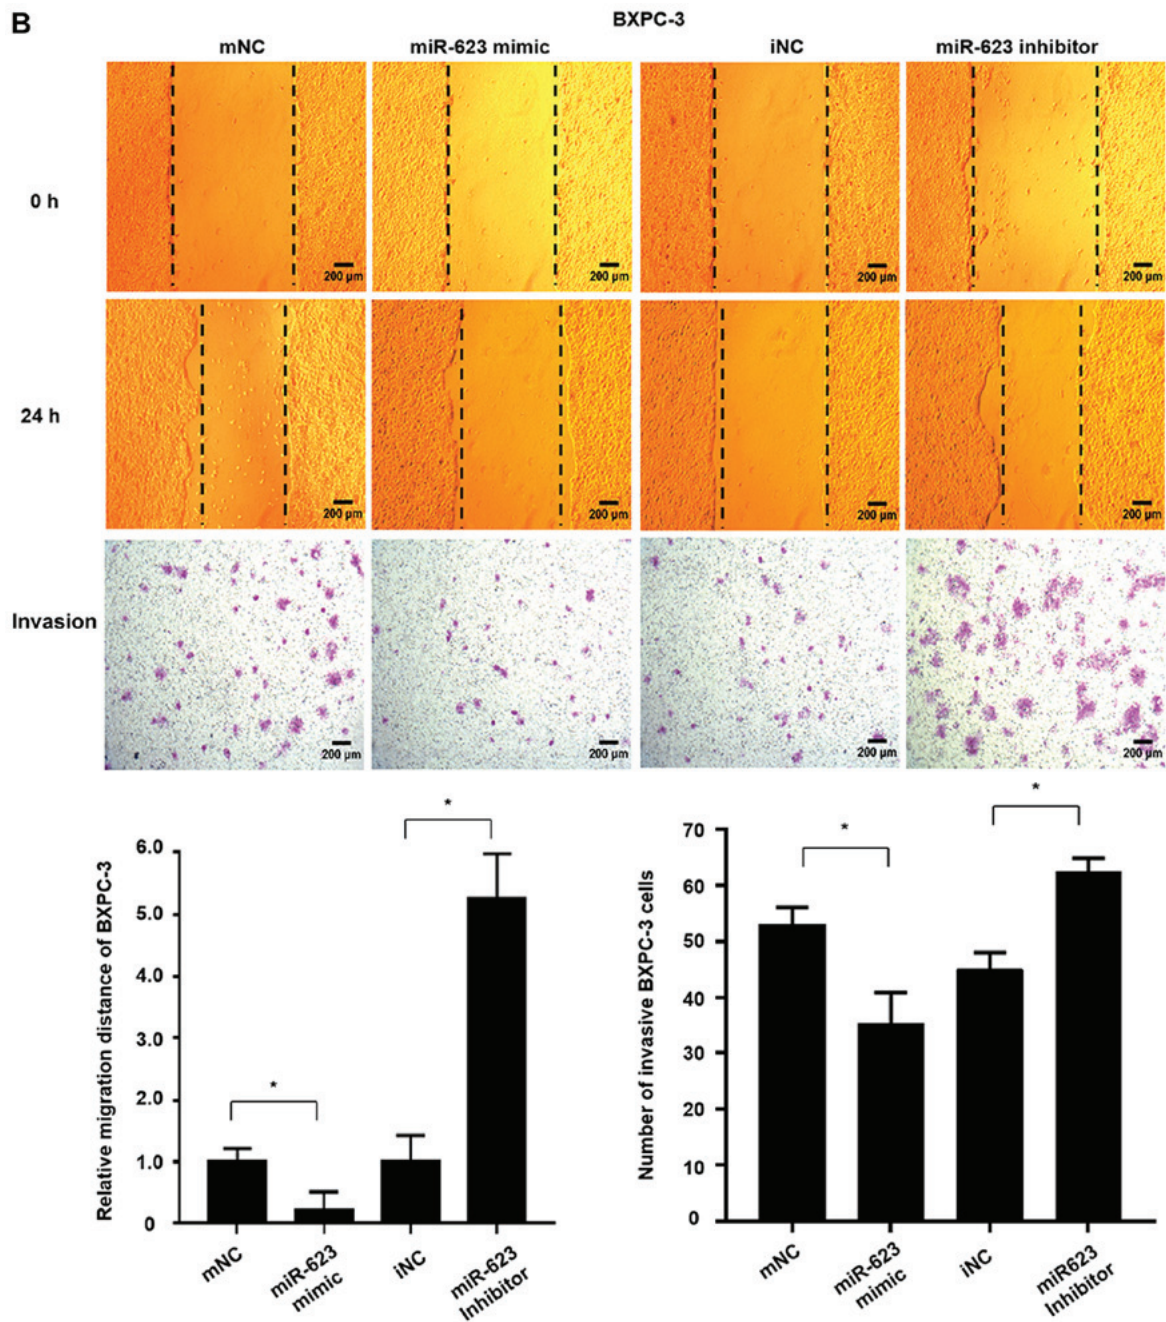 B
BXPC-3
mNC
miR-623 mimic
iNC
miR-623 inhibitor
0 h
200 µm
200 µm
200 µm
200 µm
24 h
200 µm
200 µm
200 µm
200 µm
Invasion
200 µm
200 µm
200 µm
200 µm
Relative migration distance of BXPC-3
6.0
5.0
4.0
3.0
2.0
1.0
0
*
*
mNC
miR-623
mimic
iNC
miR-623
Inhibitor
Number of invasive BXPC-3 cells
70
60
50
40
30
20
10
0
*
*
mNC
miR-623
mimic
iNC
miR623
Inhibitor